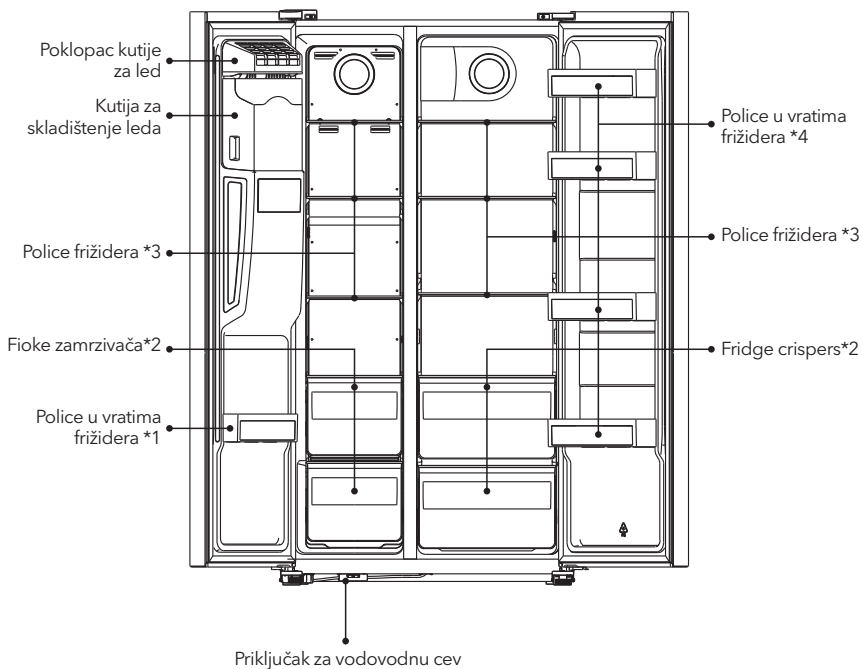 Poklopac kutije
za led
Kutija za
skladištenje leda
Police frižidera *3
Fioke zamrzivača*2
Police u vratima
frižidera *1
Police u vratima
frižidera *4
Police frižidera *3
Fridge crispers*2
Priključak za vodovodnu cev